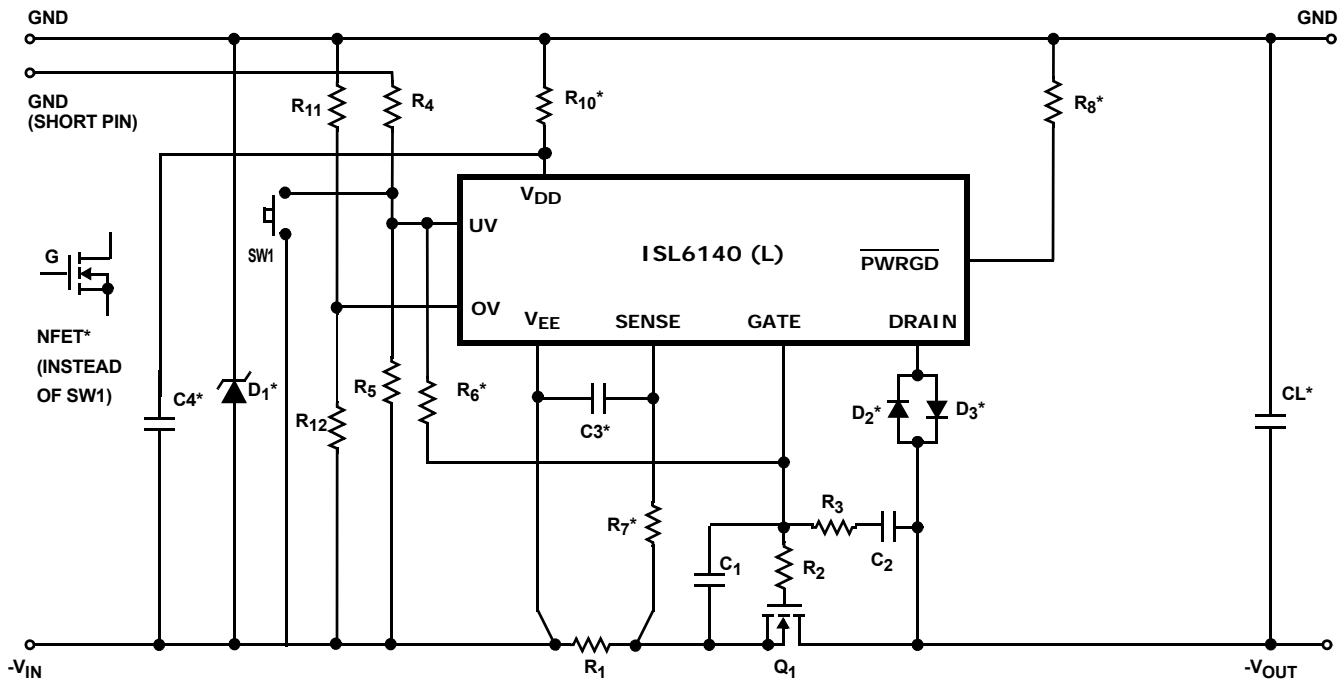 GND
GND
GND
(SHORT PIN)
R11
R4
R10*
R8*
VDD
UV
ISL6140 (L)
PWRGD
G
SW1
OV
VEE
SENSE
GATE
DRAIN
NFET*
(INSTEAD
OF SW1)
C4*
D1*
R5
R6*
R12
C3*
D2*
D3*
CL*
R7*
R3
C1
R2
C2
-VIN
R1
Q1
-VOUT